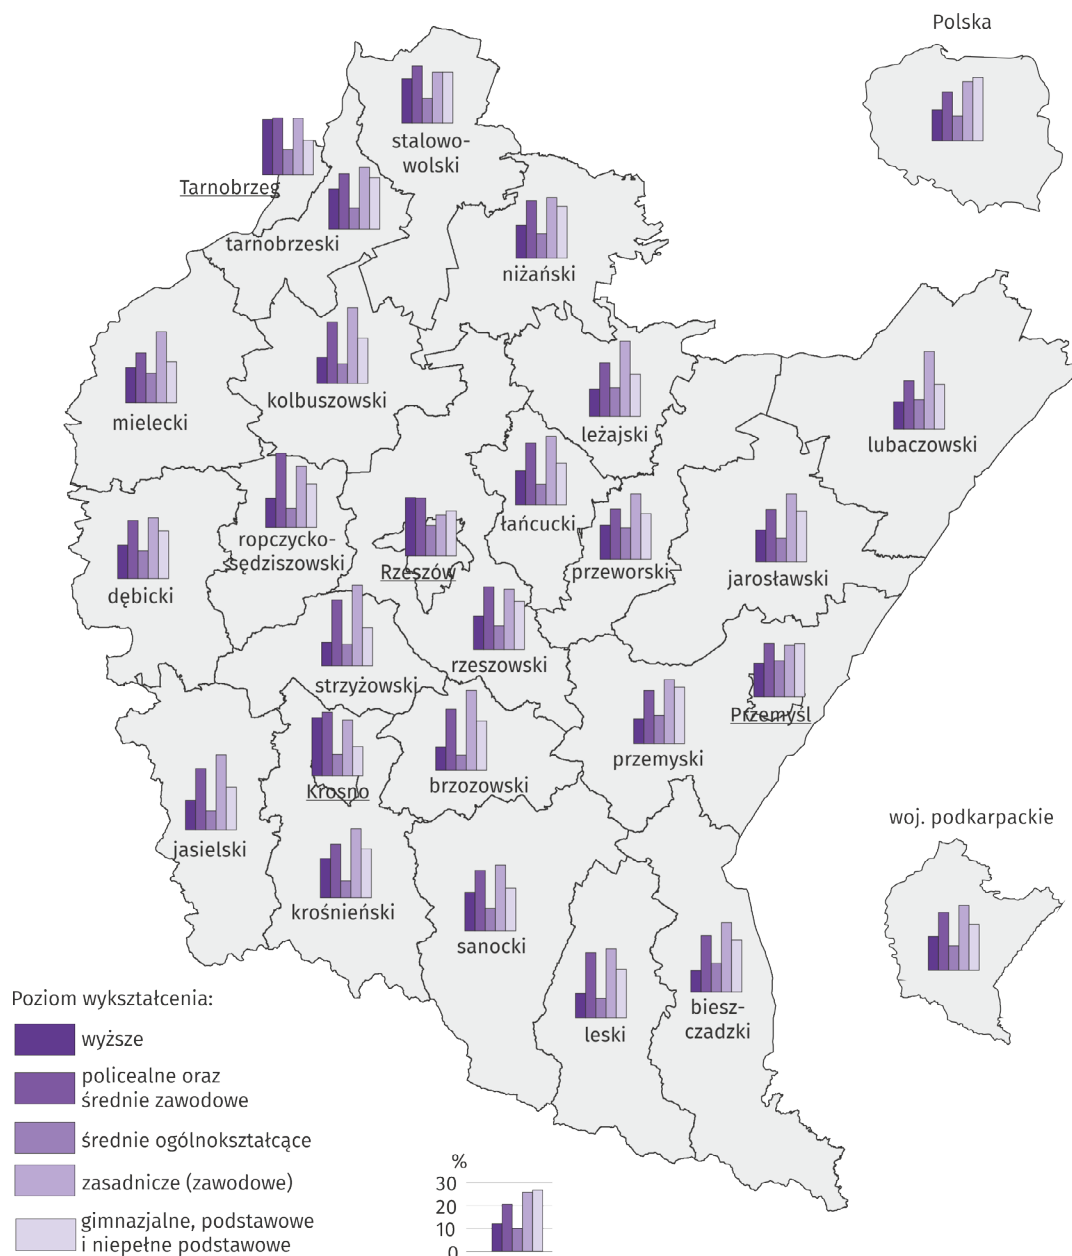 Polska
stalowo-
wolski
Tarnobrzeg
tarnobrzeski
niżański
mielecki
kolbuszowski
leżajski
lubaczowski
ropczycko-
sędziszowski
łańcucki
Rzeszów
przeworski
jarosławski
dębicki
rzeszowski
strzyżowski
Przemyśl
przemyski
brzozowski
Krosno
jasielski
krośnieński
sanocki
leski
biesz-
czadzki
woj. podkarpackie
Poziom wykształcenia:
wyższe
policealne oraz
średnie zawodowe
średnie ogólnokształcące
zasadnicze (zawodowe)
gimnazjalne, podstawowe
i niepełne podstawowe
%
30
20
10
0